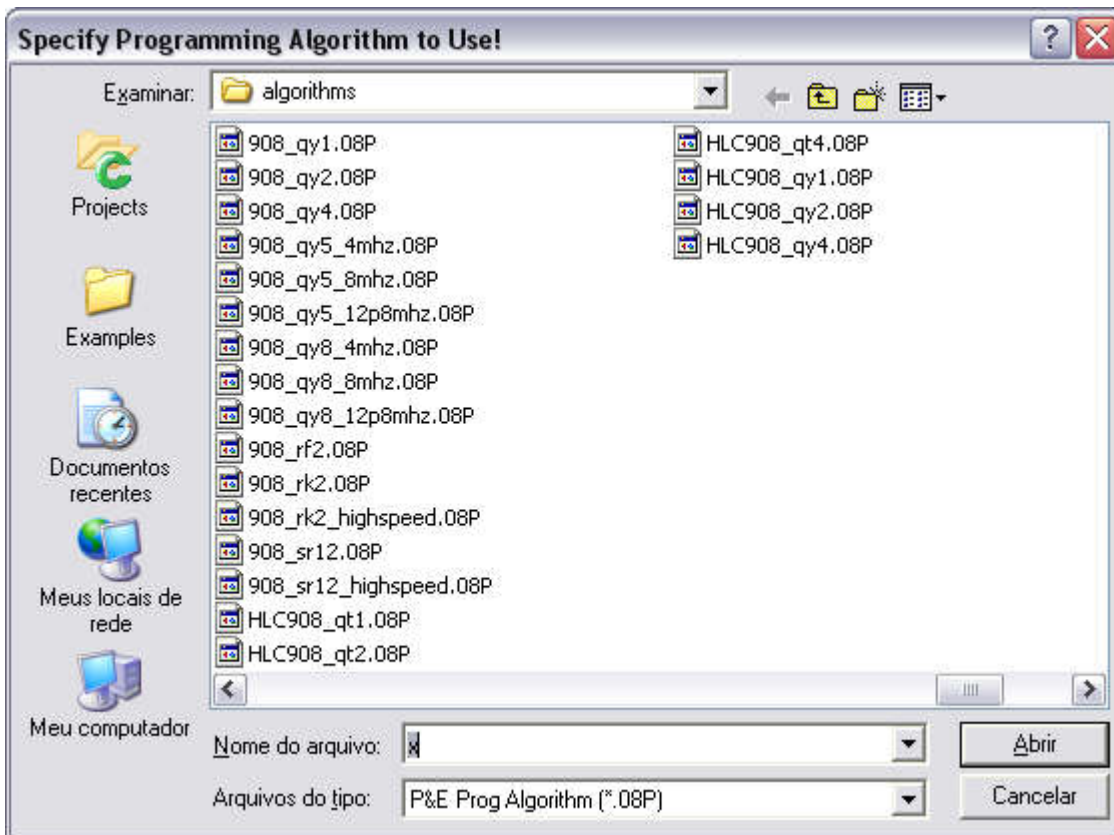 Specify Programming Algorithm to Use!
Examinar:
algorithms
Projects
Examples
Documentos
recentes
Meus locais de
rede
Meu computador
908_qy1.08P
908_qy2.08P
908_qy4.08P
908_qy5_4mhz.08P
908_qy5_8mhz.08P
908_qy5_12p8mhz.08P
908_qy8_4mhz.08P
908_qy8_8mhz.08P
908_qy8_12p8mhz.08P
908_rf2.08P
908_rk2.08P
908_rk2_highspeed.08P
908_sr12.08P
908_sr12_highspeed.08P
HLC908_qt1.08P
HLC908_qt2.08P
HLC908_qt4.08P
HLC908_qy1.08P
HLC908_qy2.08P
HLC908_qy4.08P
Nome do arquivo:
x
Abrir
Arquivos do tipo:
P&E Prog Algorithm (*.08P)
Cancelar